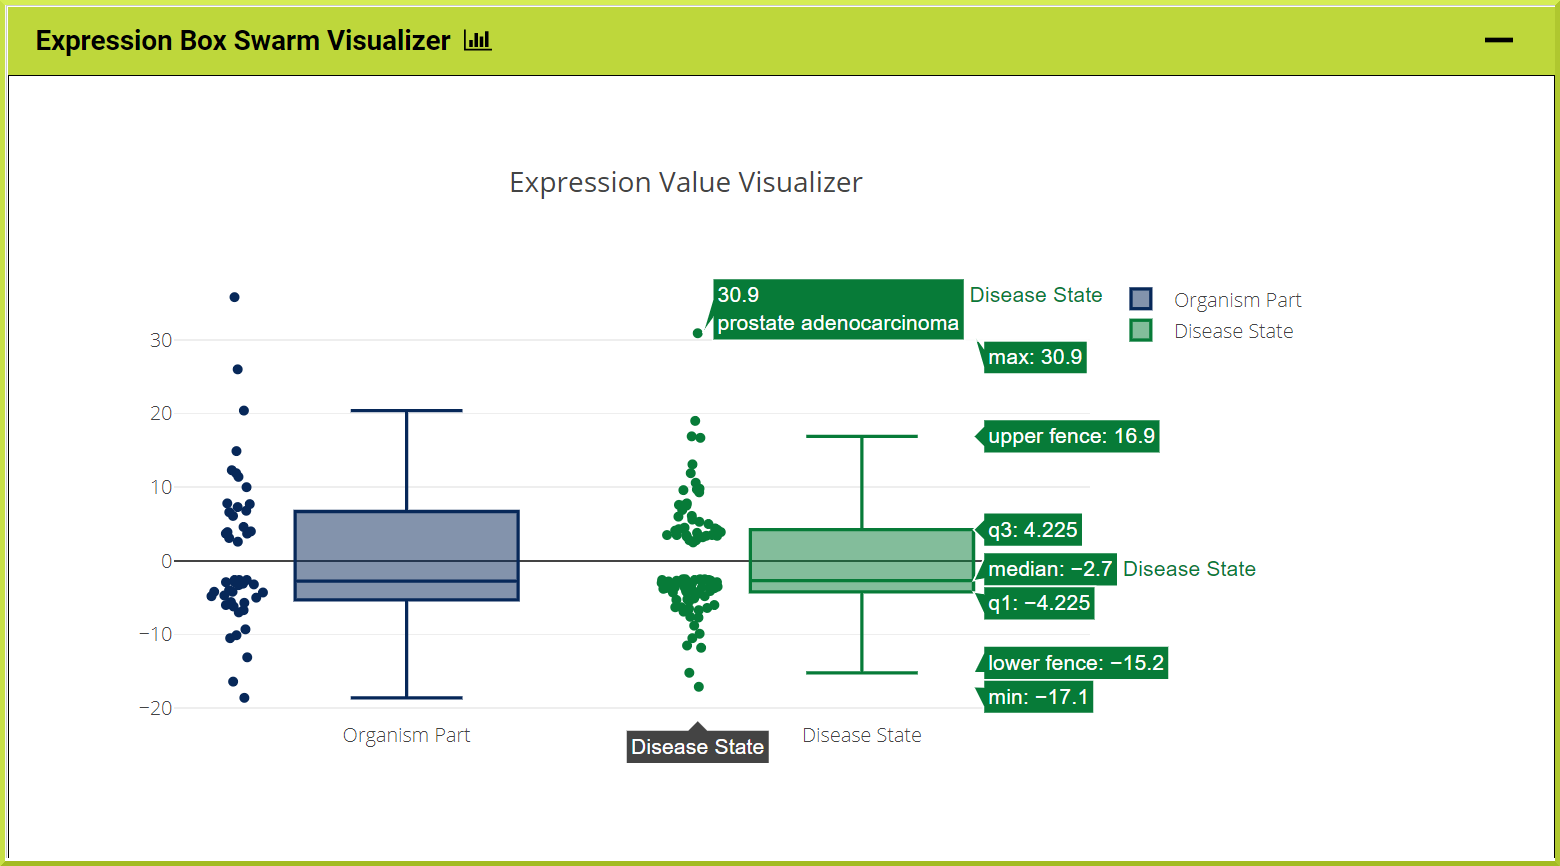 Expression Box Swarm Visualizer
Expression Value Visualizer
30.9
prostate adenocarcinoma
Disease State
Organism Part
Disease State
max: 30.9
30
20
10
0
−10
−20
upper fence: 16.9
q3: 4.225
median: −2.7
Disease State
q1: −4.225
lower fence: −15.2
min: −17.1
Organism Part
Disease State
Disease State